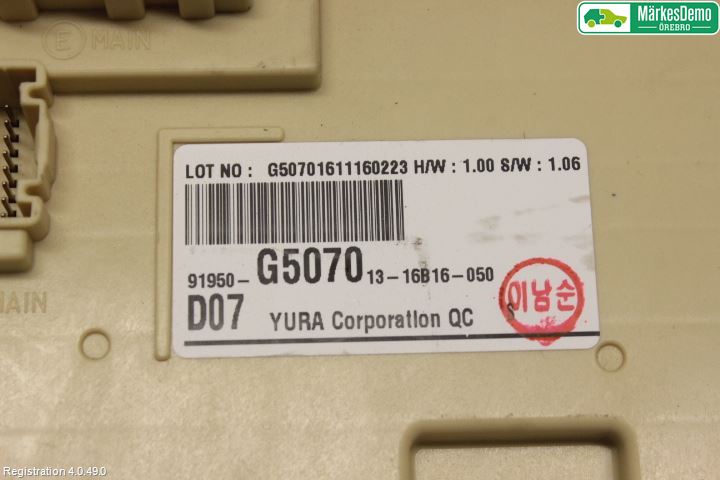 MärkesDemo
ÖREBRO
E MAIN
LOT NO : G50701611160223 H/W : 1.00 S/W : 1.06
91950-G5070 13-16B16-050
이남순
D07 YURA Corporation QC S
MAIN
Registration 4.0.49.0